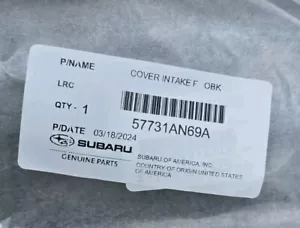 P/NAME COVER INTAKE F OBK
LRC
QTY - 1 57731AN69A
P/DATE 03/18/2024
SUBARU SUBARU OF AMERICA, INC.
GENUINE PARTS COUNTRY OF ORIGIN UNITED STATES
OF AMERICA